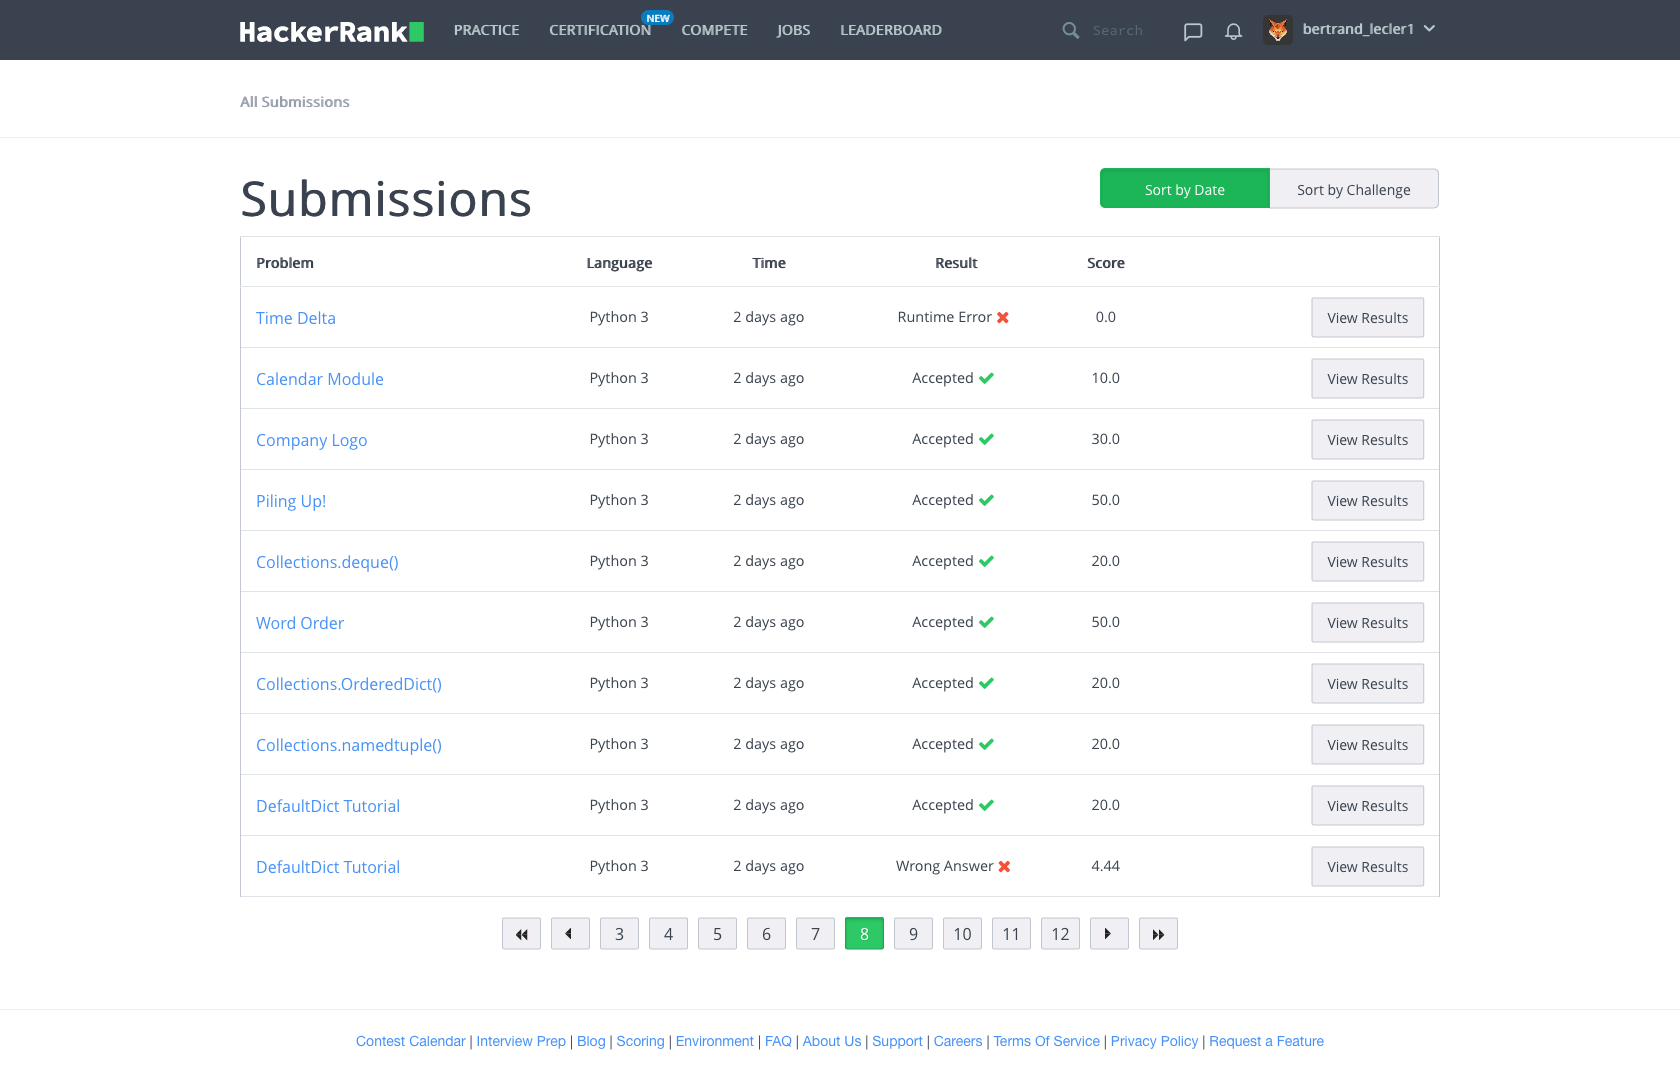 HackerRank PRACTICE CERTIFICATION NEW COMPETE JOBS LEADERBOARD Search bertrand_lecler1
All Submissions
Submissions
Sort by Date Sort by Challenge
Problem Language Time Result Score
Time Delta Python 3 2 days ago Runtime Error 0.0 View Results
Calendar Module Python 3 2 days ago Accepted 10.0 View Results
Company Logo Python 3 2 days ago Accepted 30.0 View Results
Piling Up! Python 3 2 days ago Accepted 50.0 View Results
Collections.deque() Python 3 2 days ago Accepted 20.0 View Results
Word Order Python 3 2 days ago Accepted 50.0 View Results
Collections.OrderedDict() Python 3 2 days ago Accepted 20.0 View Results
Collections.namedtuple() Python 3 2 days ago Accepted 20.0 View Results
DefaultDict Tutorial Python 3 2 days ago Accepted 20.0 View Results
DefaultDict Tutorial Python 3 2 days ago Wrong Answer 4.44 View Results
3 4 5 6 7 8 9 10 11 12
Contest Calendar | Interview Prep | Blog | Scoring | Environment | FAQ | About Us | Support | Careers | Terms Of Service | Privacy Policy | Request a Feature